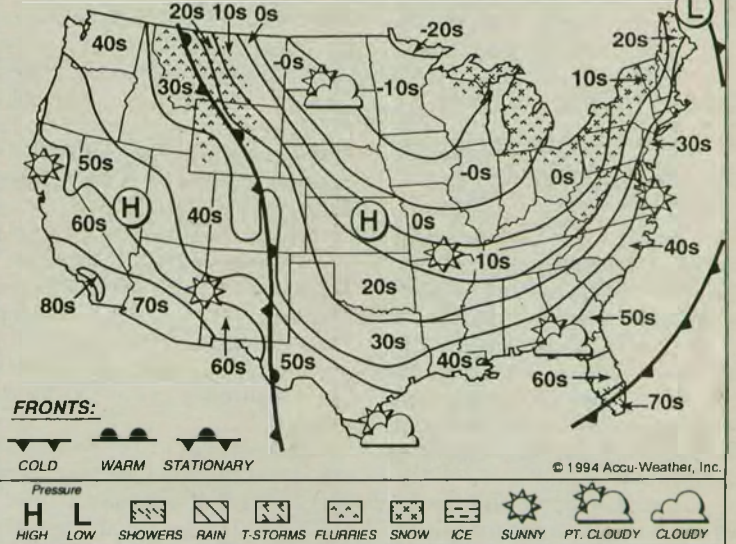 20s 10s 0s
-20s
L
40s
20s
-0s
10s
30s
-10s
30s
50s
-0s
0s
H
60s
40s
H
0s
40s
10s
80s
70s
20s
50s
30s
60s
50s
40s
60s
70s
FRONTS:
COLD WARM STATIONARY
© 1994 Accu-Weather, Inc.
Pressure
H L
HIGH LOW SHOWERS RAIN T-STORMS FLURRIES SNOW ICE SUNNY PT. CLOUDY CLOUDY